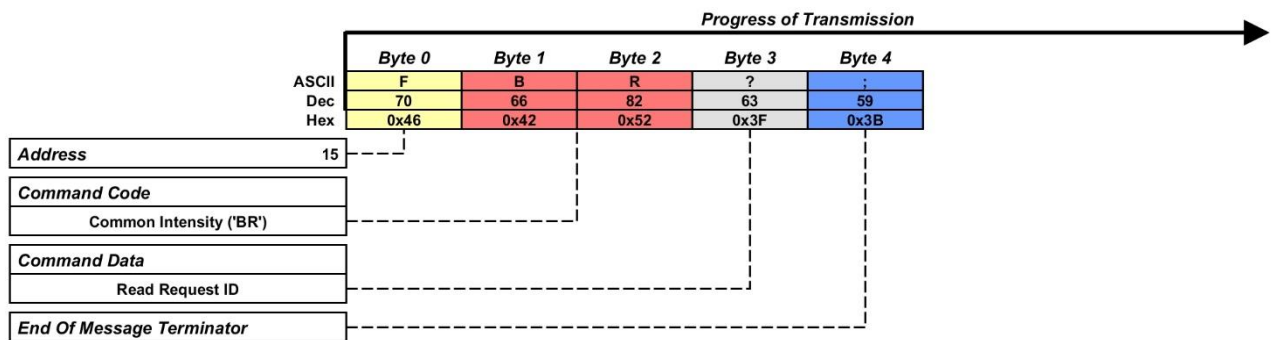 Progress of Transmission
Byte 0 Byte 1 Byte 2 Byte 3 Byte 4
ASCII F B R ? ;
Dec 70 66 82 63 59
Hex 0x46 0x42 0x52 0x3F 0x3B
Address 15
Command Code
Common Intensity ('BR')
Command Data
Read Request ID
End Of Message Terminator